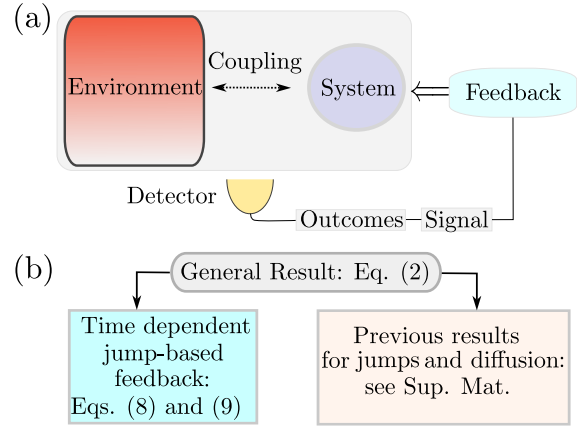 (a)
Environment
Coupling
System
Feedback
Detector
Outcomes
Signal
(b)
General Result: Eq. (2)
Time dependent
jump-based
feedback:
Eqs. (8) and (9)
Previous results
for jumps and diffusion:
see Sup. Mat.